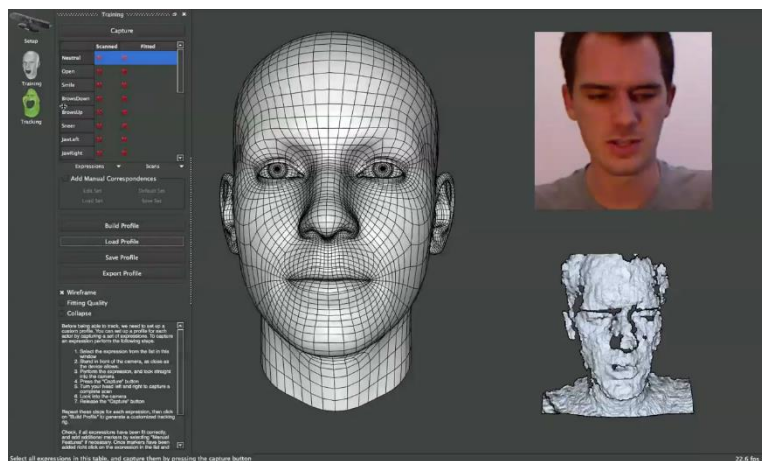 Training
Capture
Setup
Scanned Fitted
Neutral
Open
Smile
BrowsDown
BrowsUp
Sneer
JawLeft
JawRight
Training
Tracking
Expressions Scans
Add Manual Correspondences
Edit Set Default Set
Load Set Save Set
Build Profile
Load Profile
Save Profile
Export Profile
Wireframe
Fitting Quality
Collapse
Before being able to track, we need to set up a
custom profile. You can set up a profile for each
actor by capturing a set of expressions. To capture
an expression perform the following steps:
1. Select the expression from the list in this
window
2. Stand in front of the camera, as close as
the device allows.
3. Perform the expression, and look straight
into the camera
4. Press the "Capture" button
5. Turn your head left and right to capture a
complete scan
6. Look into the camera
7. Release the "Capture" button
Repeat these steps for each expression, then click
on "Build Profile" to generate a customized tracking
rig.
Check, if all expressions have been fit correctly,
and add additional markers by selecting "Manual
Features" if necessary. Once markers have been
added right click on the expression in the list and
Select all expressions in this table, and capture them by pressing the capture button
22.6 fps